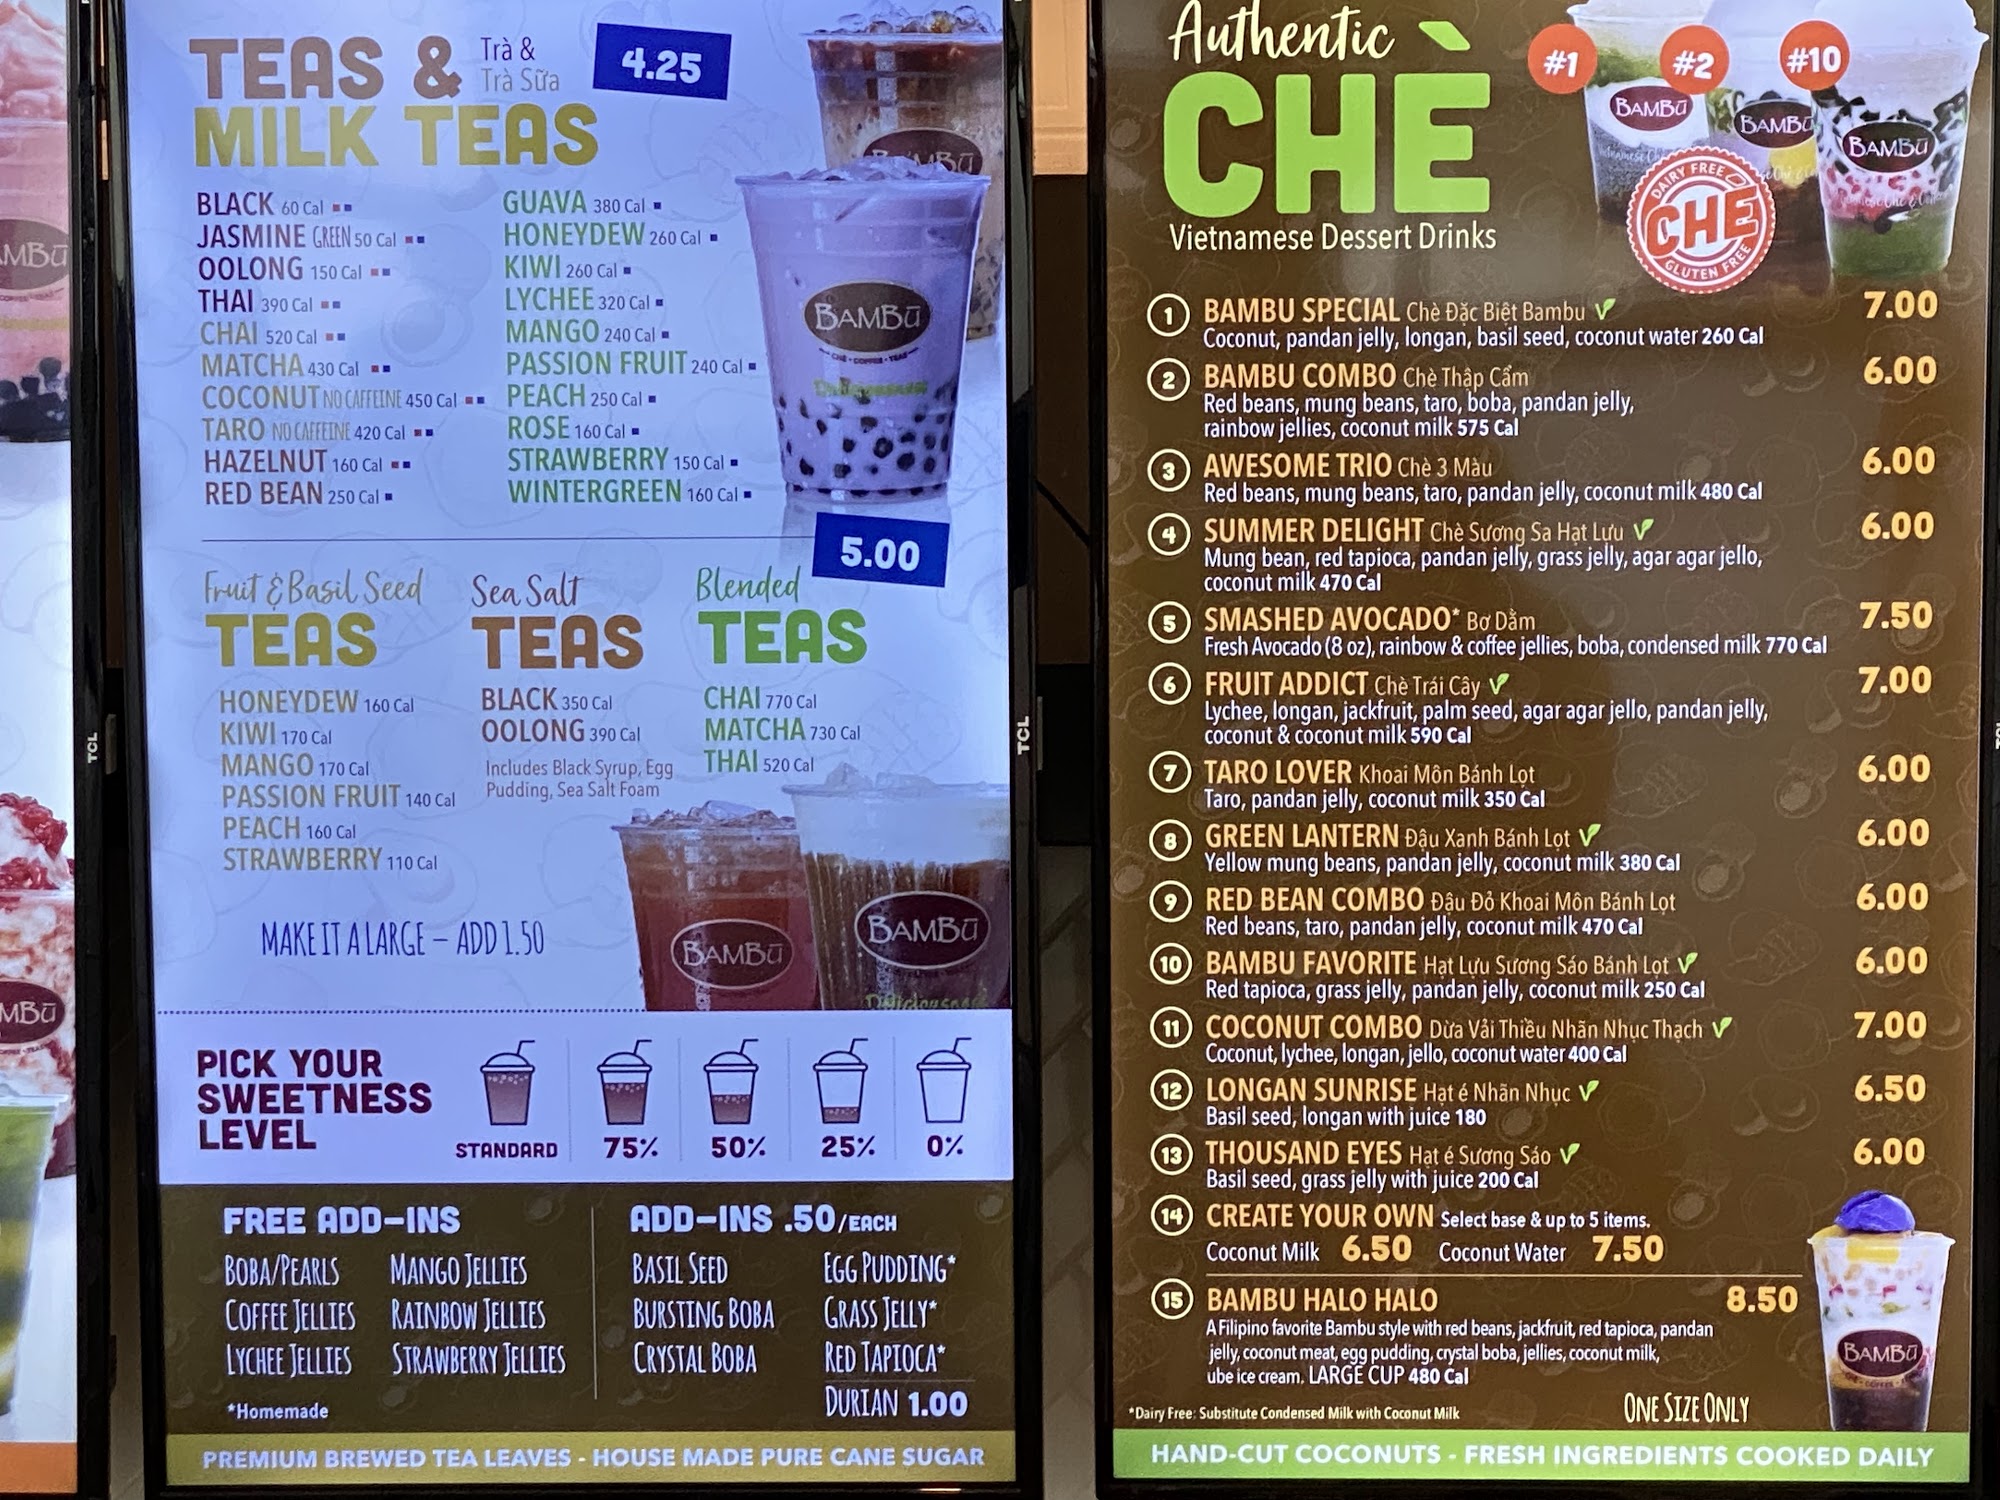 TEAS &
Trà &
Trà Sữa
4.25
MILK TEAS
BLACK 60 Cal
JASMINE GREEN 50 Cal
OOLONG 150 Cal
THAI 390 Cal
CHAI 520 Cal
MATCHA 430 Cal
COCONUT NO CAFFEINE 450 Cal
TARO NO CAFFEINE 420 Cal
HAZELNUT 160 Cal
RED BEAN 250 Cal
GUAVA 380 Cal
HONEYDEW 260 Cal
KIWI 260 Cal
LYCHEE 320 Cal
MANGO 240 Cal
PASSION FRUIT 240 Cal
PEACH 250 Cal
ROSE 160 Cal
STRAWBERRY 150 Cal
WINTERGREEN 160 Cal
BAMBŪ
BAMBŪ
5.00
Fruit & Basil Seed
TEAS
HONEYDEW 160 Cal
KIWI 170 Cal
MANGO 170 Cal
PASSION FRUIT 140 Cal
PEACH 160 Cal
STRAWBERRY 110 Cal
Sea Salt
TEAS
BLACK 350 Cal
OOLONG 390 Cal
Includes Black Syrup, Egg
Pudding, Sea Salt Foam
Blended
TEAS
CHAI 770 Cal
MATCHA 730 Cal
THAI 520 Cal
BAMBŪ
BAMBŪ
MAKE IT A LARGE – ADD 1.50
PICK YOUR
SWEETNESS
LEVEL
STANDARD
75%
50%
25%
0%
FREE ADD-INS
BOBA/PEARLS
COFFEE JELLIES
LYCHEE JELLIES
MANGO JELLIES
RAINBOW JELLIES
STRAWBERRY JELLIES
*Homemade
ADD-INS .50/EACH
BASIL SEED
BURSTING BOBA
CRYSTAL BOBA
EGG PUDDING*
GRASS JELLY*
RED TAPIOCA*
DURIAN 1.00
PREMIUM BREWED TEA LEAVES - HOUSE MADE PURE CANE SUGAR
TCL
TCL
Authentic
CHÈ
Vietnamese Dessert Drinks
#1
#2
#10
BAMBŪ
BAMBŪ
BAMBŪ
DAIRY FREE
CHE
GLUTEN FREE
1 BAMBU SPECIAL Chè Đặc Biệt Bambu 7.00
Coconut, pandan jelly, longan, basil seed, coconut water 260 Cal
2 BAMBU COMBO Chè Thập Cẩm 6.00
Red beans, mung beans, taro, boba, pandan jelly,
rainbow jellies, coconut milk 575 Cal
3 AWESOME TRIO Chè 3 Màu 6.00
Red beans, mung beans, taro, pandan jelly, coconut milk 480 Cal
4 SUMMER DELIGHT Chè Sương Sa Hạt Lựu 6.00
Mung bean, red tapioca, pandan jelly, grass jelly, agar agar jello,
coconut milk 470 Cal
5 SMASHED AVOCADO* Bơ Dằm 7.50
Fresh Avocado (8 oz), rainbow & coffee jellies, boba, condensed milk 770 Cal
6 FRUIT ADDICT Chè Trái Cây 7.00
Lychee, longan, jackfruit, palm seed, agar agar jello, pandan jelly,
coconut & coconut milk 590 Cal
7 TARO LOVER Khoai Môn Bánh Lọt 6.00
Taro, pandan jelly, coconut milk 350 Cal
8 GREEN LANTERN Đậu Xanh Bánh Lọt 6.00
Yellow mung beans, pandan jelly, coconut milk 380 Cal
9 RED BEAN COMBO Đậu Đỏ Khoai Môn Bánh Lọt 6.00
Red beans, taro, pandan jelly, coconut milk 470 Cal
10 BAMBU FAVORITE Hạt Lựu Sương Sáo Bánh Lọt 6.00
Red tapioca, grass jelly, pandan jelly, coconut milk 250 Cal
11 COCONUT COMBO Dừa Vải Thiều Nhãn Nhục Thạch 7.00
Coconut, lychee, longan, jello, coconut water 400 Cal
12 LONGAN SUNRISE Hạt é Nhãn Nhục 6.50
Basil seed, longan with juice 180
13 THOUSAND EYES Hạt é Sương Sáo 6.00
Basil seed, grass jelly with juice 200 Cal
14 CREATE YOUR OWN Select base & up to 5 items.
Coconut Milk 6.50 Coconut Water 7.50
15 BAMBU HALO HALO 8.50
A Filipino favorite Bambu style with red beans, jackfruit, red tapioca, pandan
jelly, coconut meat, egg pudding, crystal boba, jellies, coconut milk,
ube ice cream. LARGE CUP 480 Cal
BAMBŪ
*Dairy Free: Substitute Condensed Milk with Coconut Milk
ONE SIZE ONLY
HAND-CUT COCONUTS - FRESH INGREDIENTS COOKED DAILY